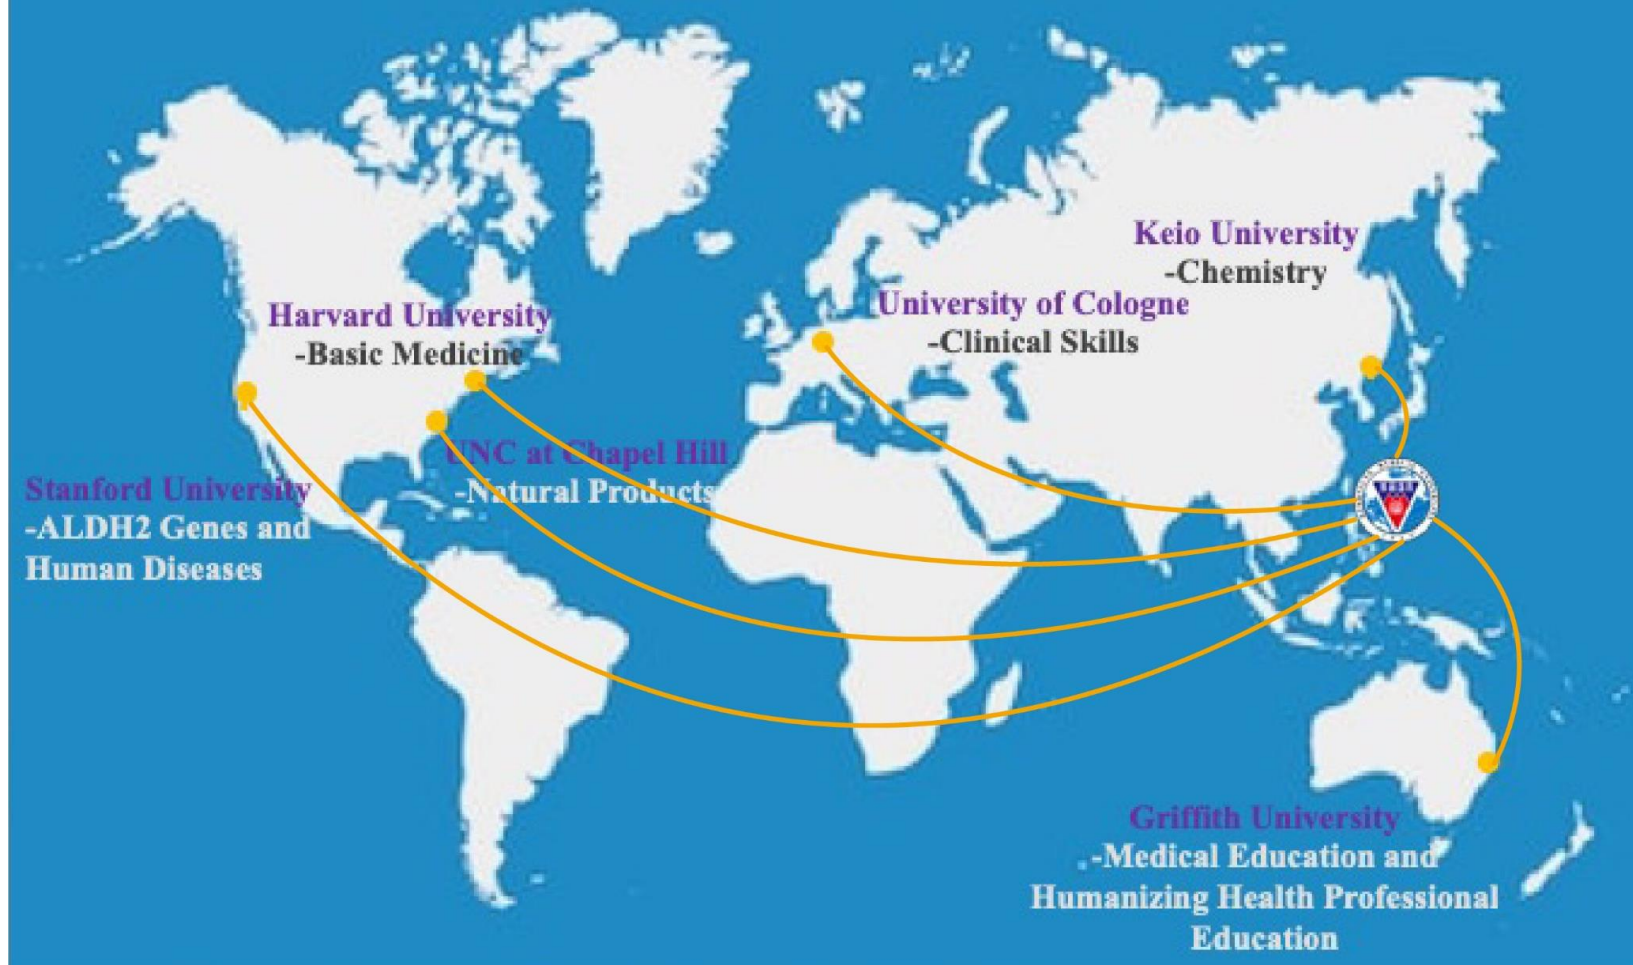 Keio University
-Chemistry
University of Cologne
-Clinical Skills
Harvard University
-Basic Medicine
UNC at Chapel Hill
-Natural Products
Stanford University
-ALDH2 Genes and
Human Diseases
Griffith University
-Medical Education and
Humanizing Health Professional
Education